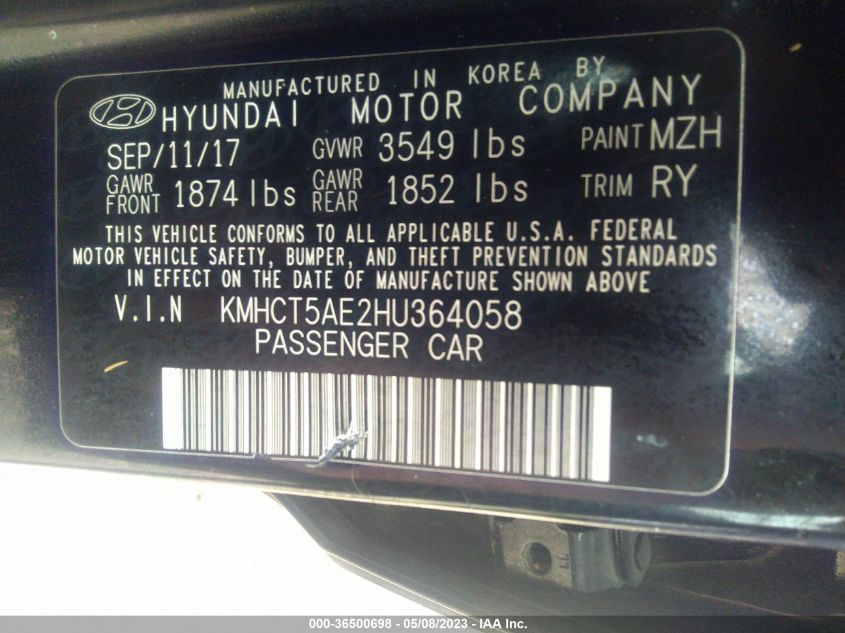 MANUFACTURED IN KOREA BY
HYUNDAI MOTOR COMPANY
SEP/11/17 GVWR 3549 lbs PAINT MZH
GAWR FRONT 1874 lbs GAWR REAR 1852 lbs TRIM RY
THIS VEHICLE CONFORMS TO ALL APPLICABLE U.S.A. FEDERAL
MOTOR VEHICLE SAFETY, BUMPER, AND THEFT PREVENTION STANDARDS
IN EFFECT ON THE DATE OF MANUFACTURE SHOWN ABOVE
V.I.N KMHCT5AE2HU364058
PASSENGER CAR
000-36500698 - 05/08/2023 - IAA Inc.